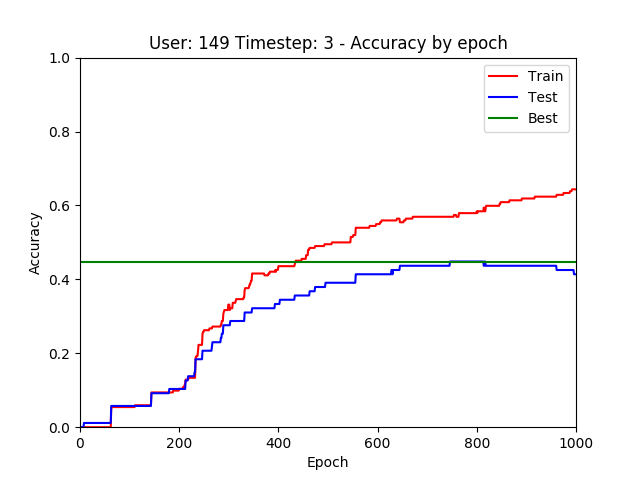 User: 149 Timestep: 3 - Accuracy by epoch
1.0
0.8
0.6
0.4
0.2
0.0
Accuracy
Train
Test
Best
0 200 400 600 800 1000
Epoch